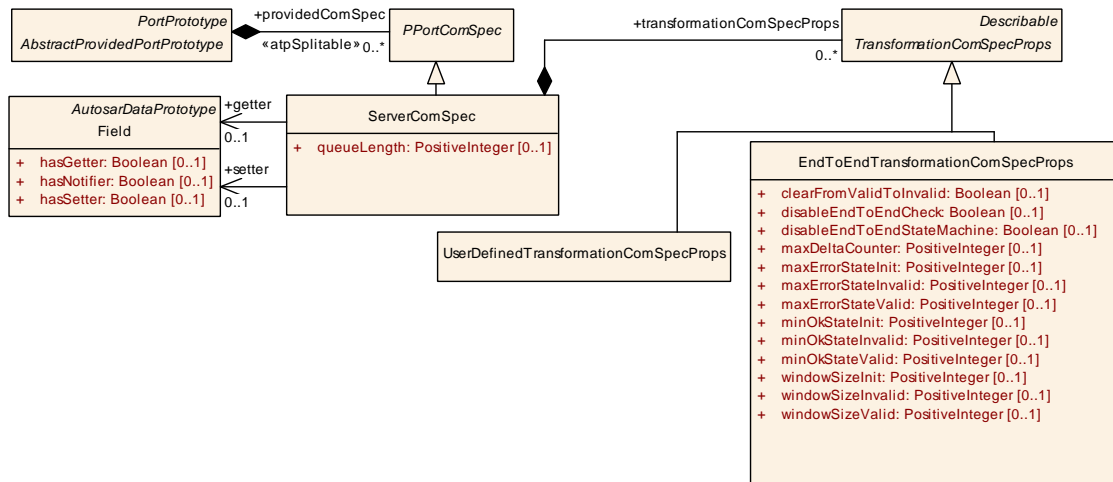 PortPrototype
AbstractProvidedPortPrototype
+providedComSpec
«atpSplitable» 0..*
PPortComSpec
+transformationComSpecProps
0..*
Describable
TransformationComSpecProps
AutosarDataPrototype
Field
+ hasGetter: Boolean [0..1]
+ hasNotifier: Boolean [0..1]
+ hasSetter: Boolean [0..1]
+getter
0..1
+setter
0..1
ServerComSpec
+ queueLength: PositiveInteger [0..1]
UserDefinedTransformationComSpecProps
EndToEndTransformationComSpecProps
+ clearFromValidToInvalid: Boolean [0..1]
+ disableEndToEndCheck: Boolean [0..1]
+ disableEndToEndStateMachine: Boolean [0..1]
+ maxDeltaCounter: PositiveInteger [0..1]
+ maxErrorStateInit: PositiveInteger [0..1]
+ maxErrorStateInvalid: PositiveInteger [0..1]
+ maxErrorStateValid: PositiveInteger [0..1]
+ minOkStateInit: PositiveInteger [0..1]
+ minOkStateInvalid: PositiveInteger [0..1]
+ minOkStateValid: PositiveInteger [0..1]
+ windowSizeInit: PositiveInteger [0..1]
+ windowSizeInvalid: PositiveInteger [0..1]
+ windowSizeValid: PositiveInteger [0..1]